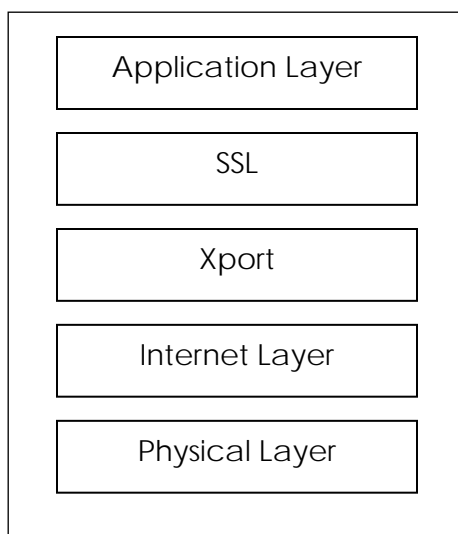 Application Layer
SSL
Xport
Internet Layer
Physical Layer